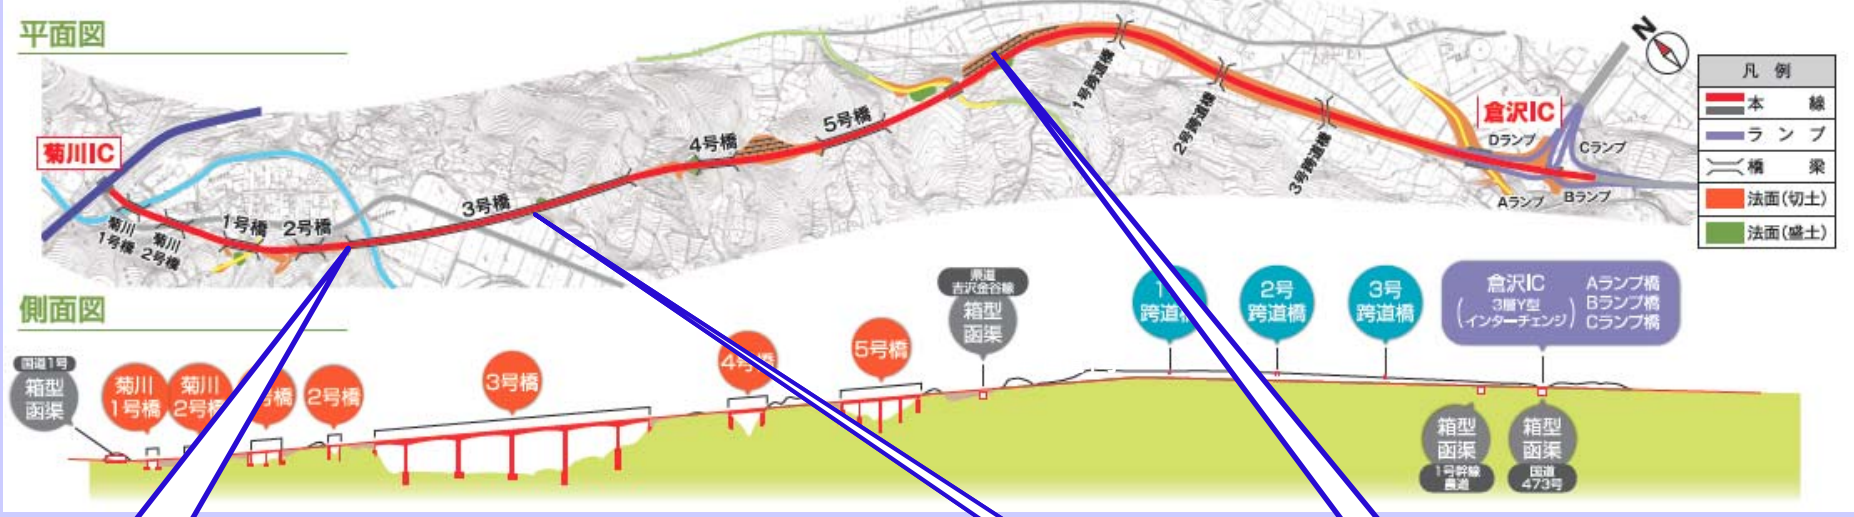 平面図
菊川IC
菊川
1号橋
菊川
2号橋
1号橋
2号橋
3号橋
4号橋
5号橋
1号跨道橋
2号跨道橋
3号跨道橋
倉沢IC
Dランプ
Cランプ
Aランプ
Bランプ
N
凡例
本線
ランプ
橋梁
法面(切土)
法面(盛土)
側面図
国道1号
箱型
函渠
菊川
1号橋
菊川
2号橋
号橋
2号橋
3号橋
4号橋
5号橋
県道
吉沢金谷線
箱型
函渠
1
跨道橋
2号
跨道橋
3号
跨道橋
倉沢IC
(3層Y型
インターチェンジ)
Aランプ橋
Bランプ橋
Cランプ橋
箱型
函渠
1号幹線
農道
箱型
函渠
国道
473号